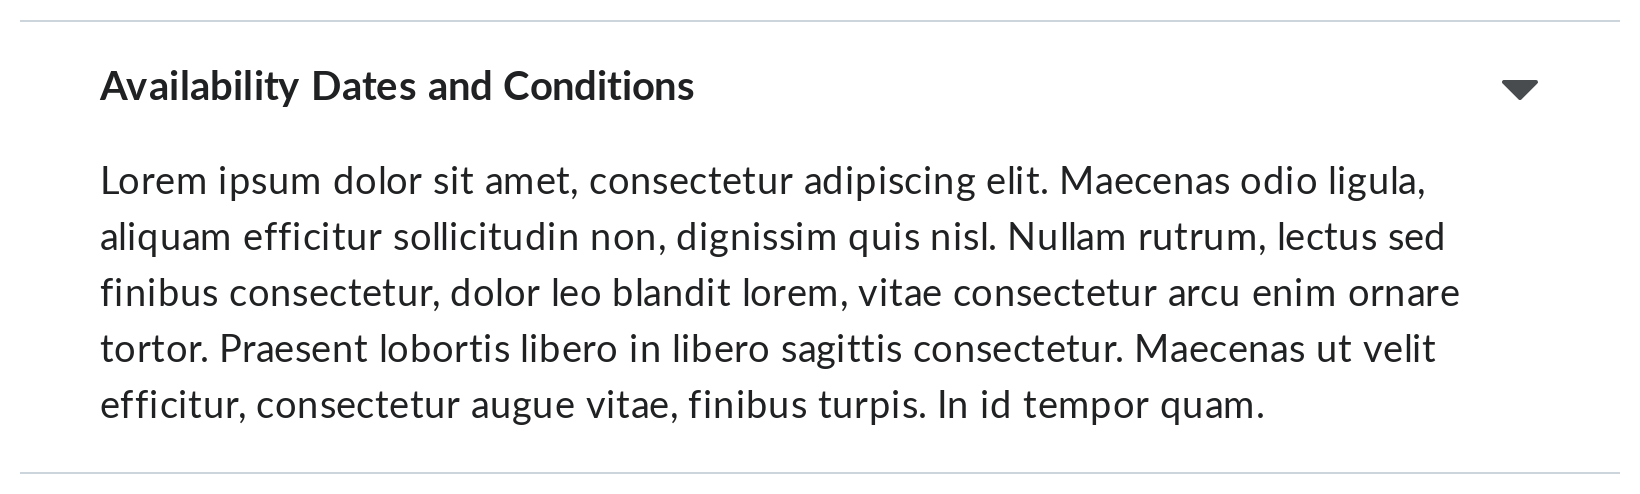 Availability Dates and Conditions
Lorem ipsum dolor sit amet, consectetur adipiscing elit. Maecenas odio ligula,
aliquam efficitur sollicitudin non, dignissim quis nisl. Nullam rutrum, lectus sed
finibus consectetur, dolor leo blandit lorem, vitae consectetur arcu enim ornare
tortor. Praesent lobortis libero in libero sagittis consectetur. Maecenas ut velit
efficitur, consectetur augue vitae, finibus turpis. In id tempor quam.